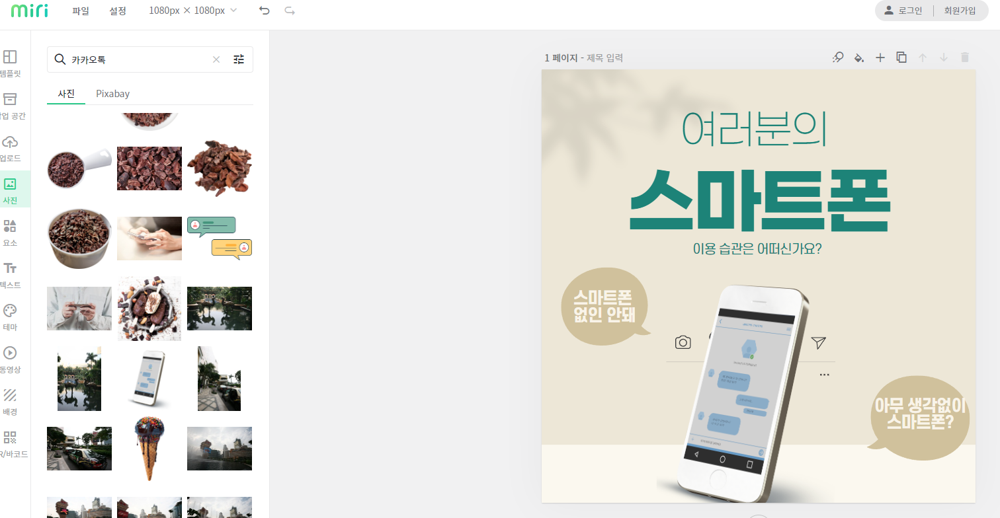 miri
파일 설정 1080px × 1080px
로그인 회원가입
템플릿
작업 공간
업로드
사진
요소
텍스트
테마
동영상
배경
R/바코드
카카오톡
사진 Pixabay
1 페이지 - 제목 입력
여러분의
스마트폰
이용 습관은 어떠신가요?
스마트폰
없인 안돼
아무 생각없이
스마트폰?